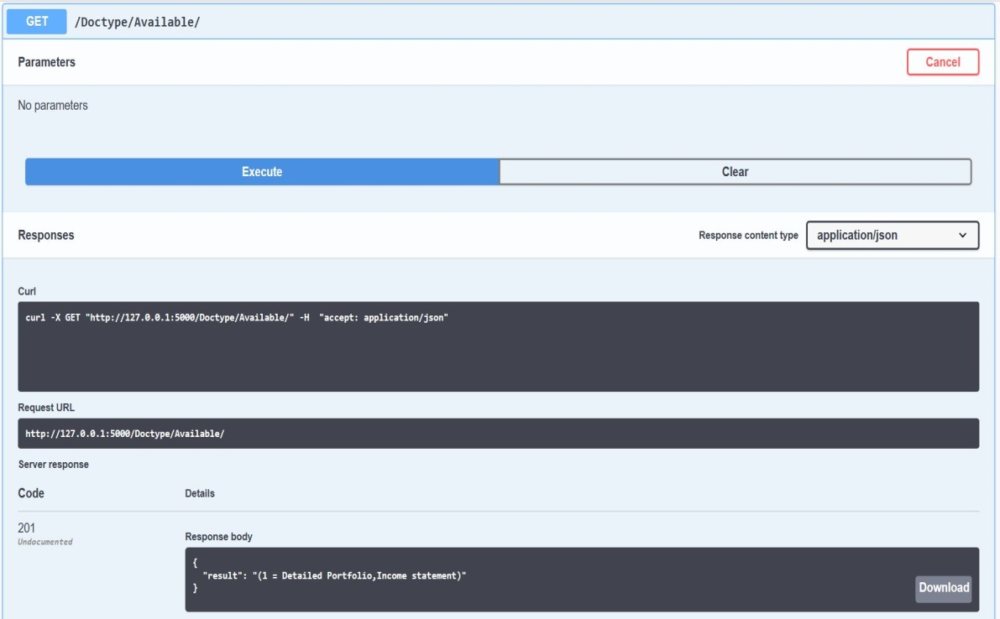 GET /Doctype/Available/
Parameters Cancel
No parameters
Execute Clear
Responses Response content type application/json
Curl
curl -X GET "http://127.0.0.1:5000/Doctype/Available/" -H  "accept: application/json"
Request URL
http://127.0.0.1:5000/Doctype/Available/
Server response
Code Details
201
Undocumented
Response body
{
"result": "(1 = Detailed Portfolio,Income statement)"
}
Download